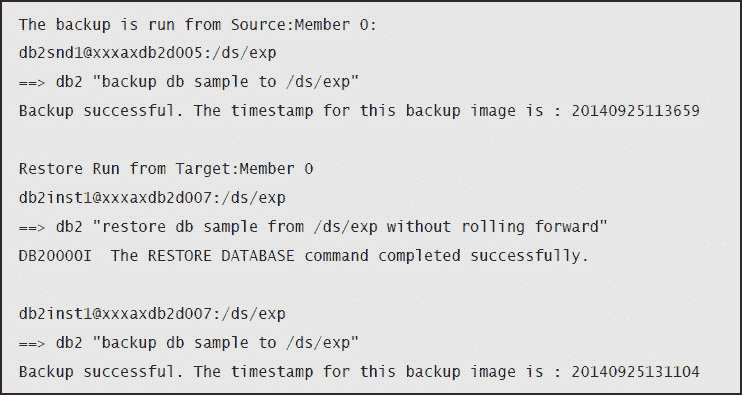 The backup is run from Source:Member 0:
db2snd1@xxxaxdb2d005:/ds/exp
==> db2 "backup db sample to /ds/exp"
Backup successful. The timestamp for this backup image is : 20140925113659
Restore Run from Target:Member 0
db2inst1@xxxaxdb2d007:/ds/exp
==> db2 "restore db sample from /ds/exp without rolling forward"
DB20000I  The RESTORE DATABASE command completed successfully.
db2inst1@xxxaxdb2d007:/ds/exp
==> db2 "backup db sample to /ds/exp"
Backup successful. The timestamp for this backup image is : 20140925131104